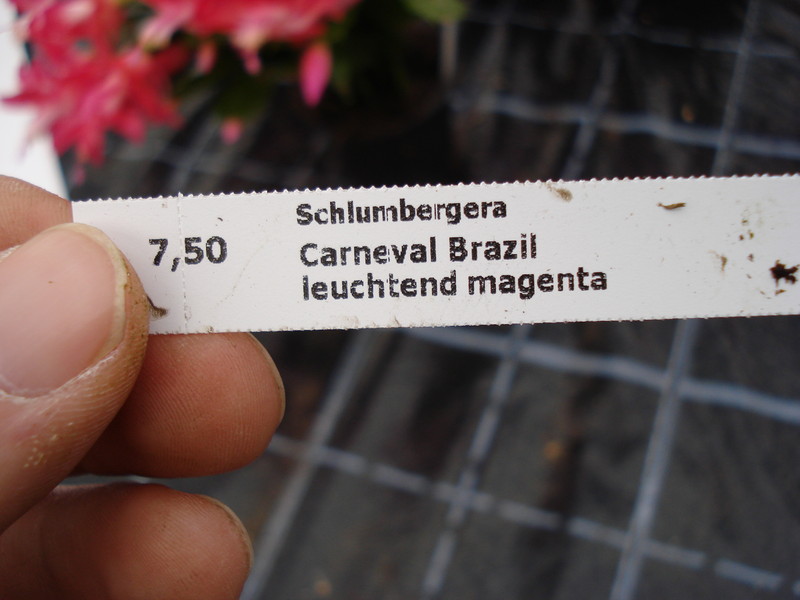 7,50
Schlumbergera
Carneval Brazil
leuchtend magenta